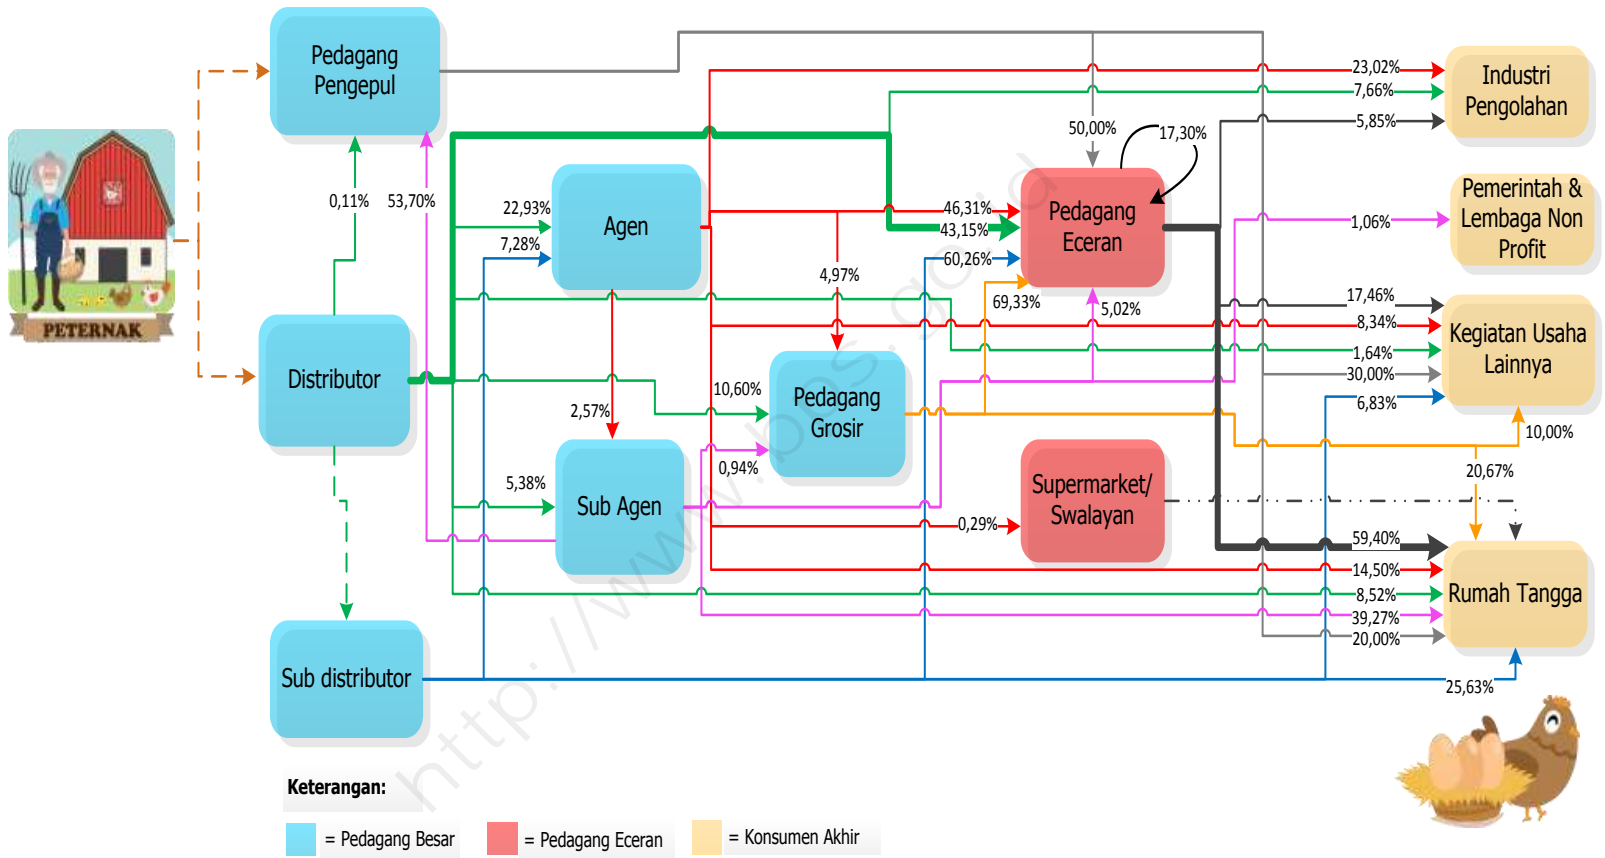 Pedagang
Pengepul
Industri
Pengolahan
23,02%
7,66%
5,85%
50,00%
17,30%
0,11%
53,70%
22,93%
7,28%
Agen
46,31%
43,15%
60,26%
Pedagang
Eceran
Pemerintah &
Lembaga Non
Profit
1,06%
4,97%
69,33%
5,02%
PETERNAK
Distributor
17,46%
8,34%
1,64%
30,00%
6,83%
Kegiatan Usaha
Lainnya
2,57%
10,60%
0,94%
Pedagang
Grosir
10,00%
20,67%
5,38%
Sub Agen
Supermarket/
Swalayan
0,29%
59,40%
14,50%
8,52%
39,27%
20,00%
Rumah Tangga
Sub distributor
25,63%
http://www.bps.go.id
Keterangan:
= Pedagang Besar
= Pedagang Eceran
= Konsumen Akhir